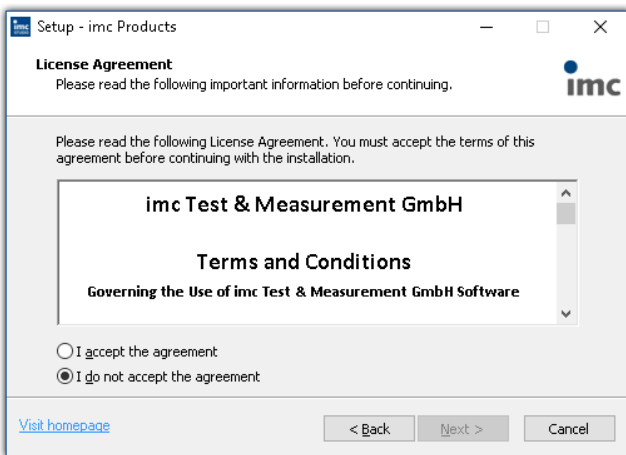 Setup - imc Products
License Agreement
Please read the following important information before continuing.
imc
Please read the following License Agreement. You must accept the terms of this
agreement before continuing with the installation.
imc Test & Measurement GmbH
Terms and Conditions
Governing the Use of imc Test & Measurement GmbH Software
I accept the agreement
I do not accept the agreement
Visit homepage
< Back
Next >
Cancel